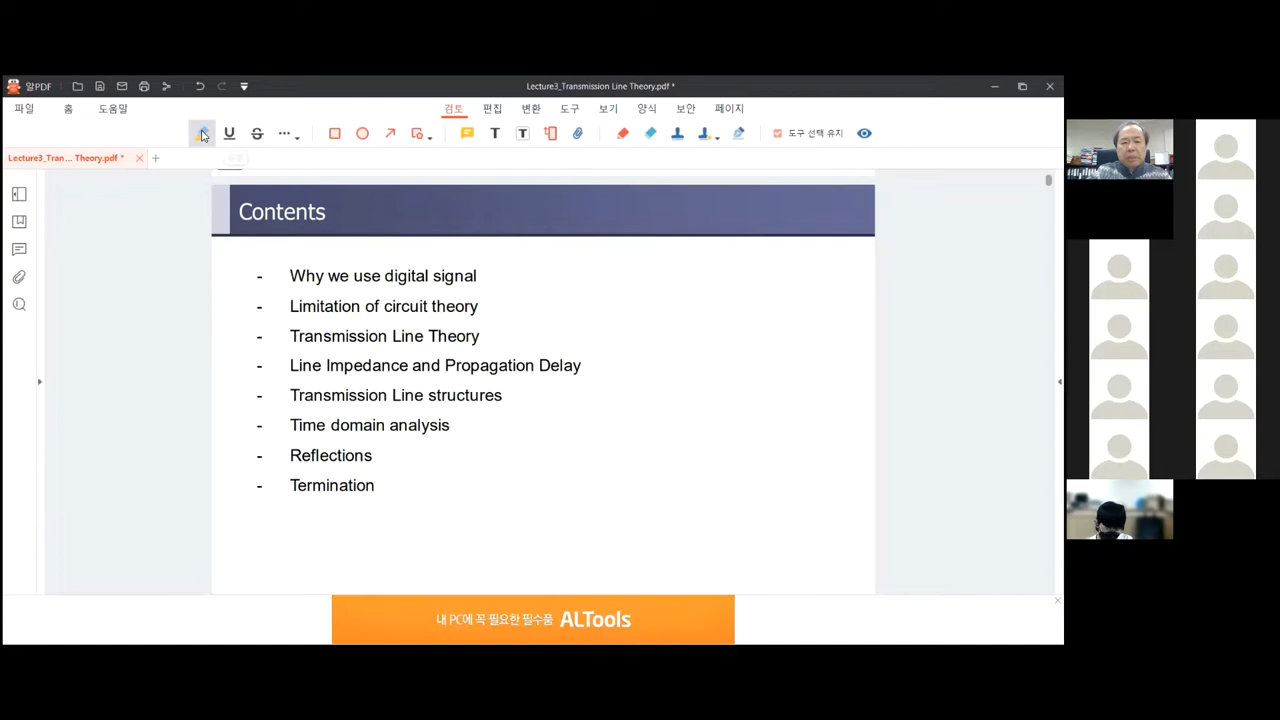 알PDF
Lecture3_Transmission Line Theory.pdf *
파일 홈 도움말 검토 편집 변환 도구 보기 양식 보안 페이지
도구 선택 유지
Lecture3_Tran... Theory.pdf *
Contents
- Why we use digital signal
- Limitation of circuit theory
- Transmission Line Theory
- Line Impedance and Propagation Delay
- Transmission Line structures
- Time domain analysis
- Reflections
- Termination
내 PC에 꼭 필요한 필수품 ALTools